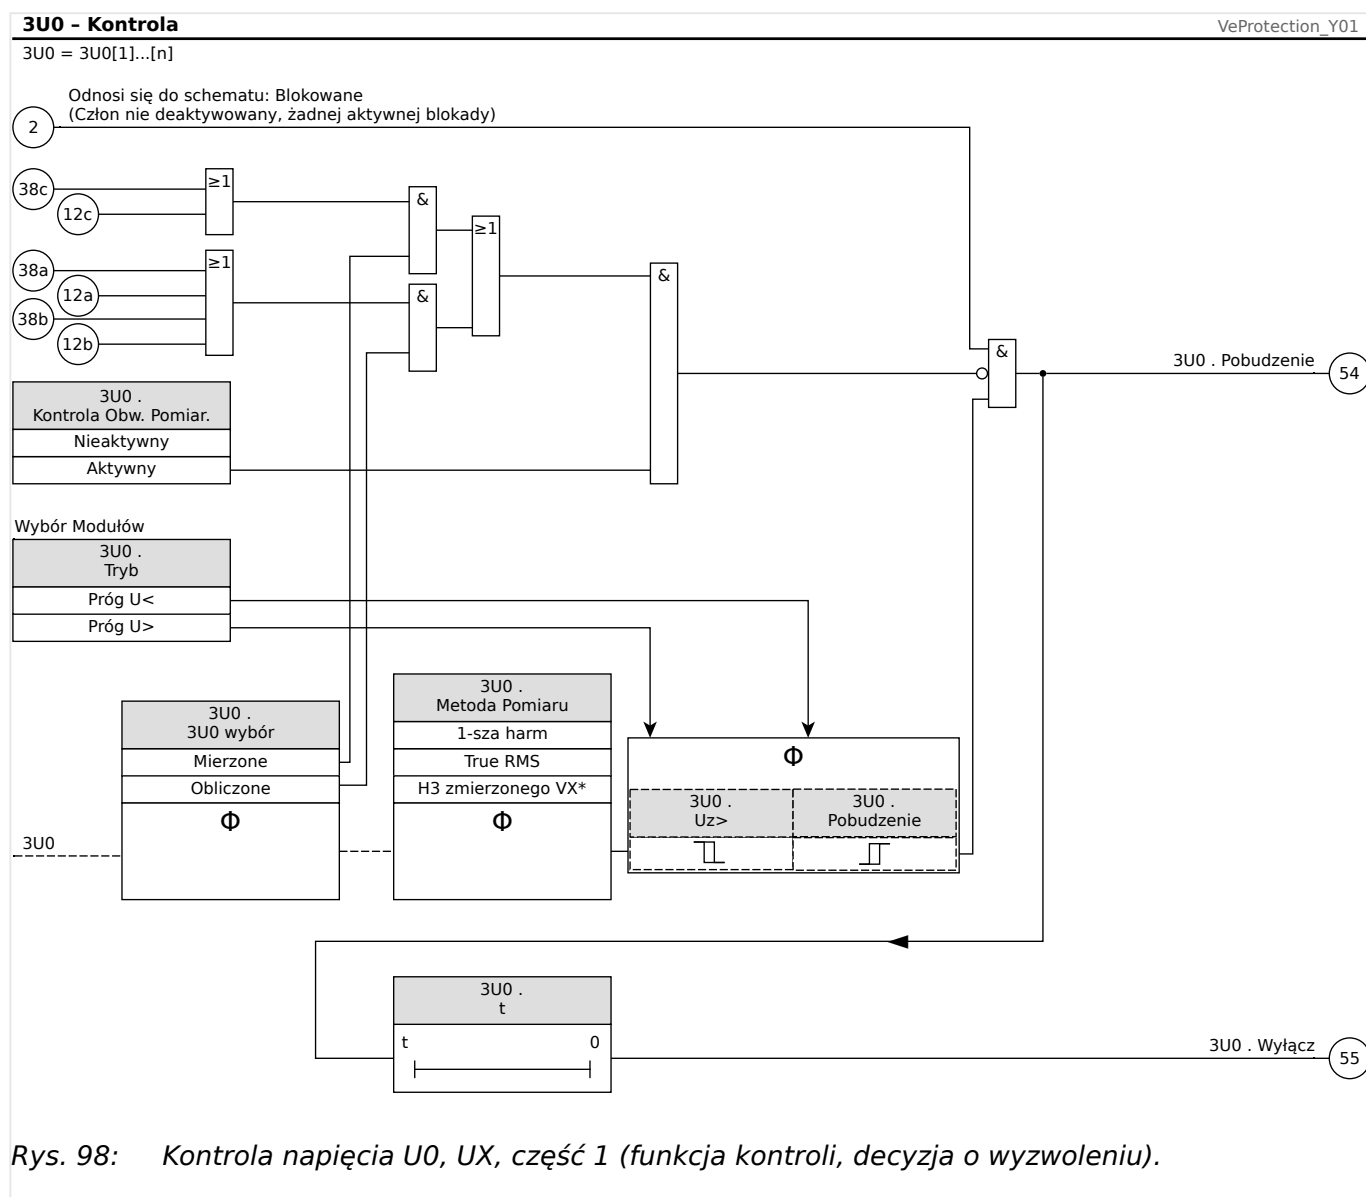 3U0 – Kontrola
VeProtection_Y01
3U0 = 3U0[1]...[n]
Odnosi się do schematu: Blokowane
(Człon nie deaktywowany, żadnej aktywnej blokady)
2
38c
≥1
12c
&
≥1
38a
≥1
12a
38b
12b
&
&
&
3U0 . Pobudzenie
54
3U0 .
Kontrola Obw. Pomiar.
Nieaktywny
Aktywny
Wybór Modułów
3U0 .
Tryb
Próg U<
Próg U>
3U0 .
3U0 wybór
Mierzone
Obliczone
Φ
3U0
3U0 .
Metoda Pomiaru
1-sza harm
True RMS
H3 zmierzonego VX*
Φ
Φ
3U0 .
Uz>
3U0 .
Pobudzenie
3U0 .
t
t 0
3U0 . Wyłącz
55
Rys. 98: Kontrola napięcia U0, UX, część 1 (funkcja kontroli, decyzja o wyzwoleniu).